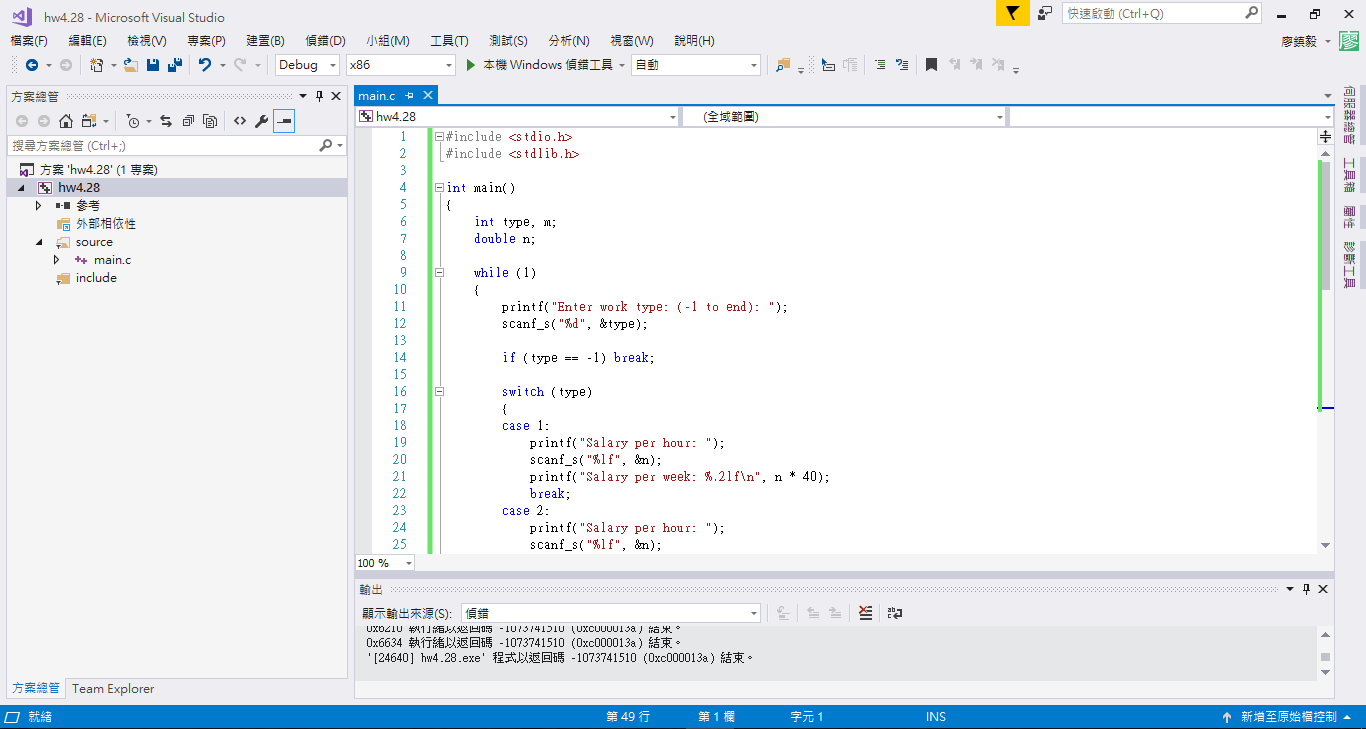 hw4.28 - Microsoft Visual Studio
快速啟動 (Ctrl+Q)
檔案(F) 編輯(E) 檢視(V) 專案(P) 建置(B) 偵錯(D) 小組(M) 工具(T) 測試(S) 分析(N) 視窗(W) 說明(H)
廖 廖
Debug x86 本機 Windows 偵錯工具 自動
方案總管
搜尋方案總管 (Ctrl+;)
方案 'hw4.28' (1 專案)
hw4.28
參考
外部相依性
source
main.c
include
方案總管 Team Explorer
main.c
hw4.28 (全域範圍)
1 #include <stdio.h>
2 #include <stdlib.h>
3
4 int main()
5 {
6 int type, m;
7 double n;
8
9 while (1)
10 {
11 printf("Enter work type: (-1 to end): ");
12 scanf_s("%d", &type);
13
14 if (type == -1) break;
15
16 switch (type)
17 {
18 case 1:
19 printf("Salary per hour: ");
20 scanf_s("%lf", &n);
21 printf("Salary per week: %.2lf\n", n * 40);
22 break;
23 case 2:
24 printf("Salary per hour: ");
25 scanf_s("%lf", &n);
100 %
輸出
顯示輸出來源(S): 偵錯
0x6210 執行緒以返回碼 -1073741510 (0xc000013a) 結束。
0x6634 執行緒以返回碼 -1073741510 (0xc000013a) 結束。
'[24640] hw4.28.exe' 程式以返回碼 -1073741510 (0xc000013a) 結束。
伺服器總管
工具箱
屬性
診斷工具
就緒 第 49 行 第 1 欄 字元 1 INS 新增至原始檔控制